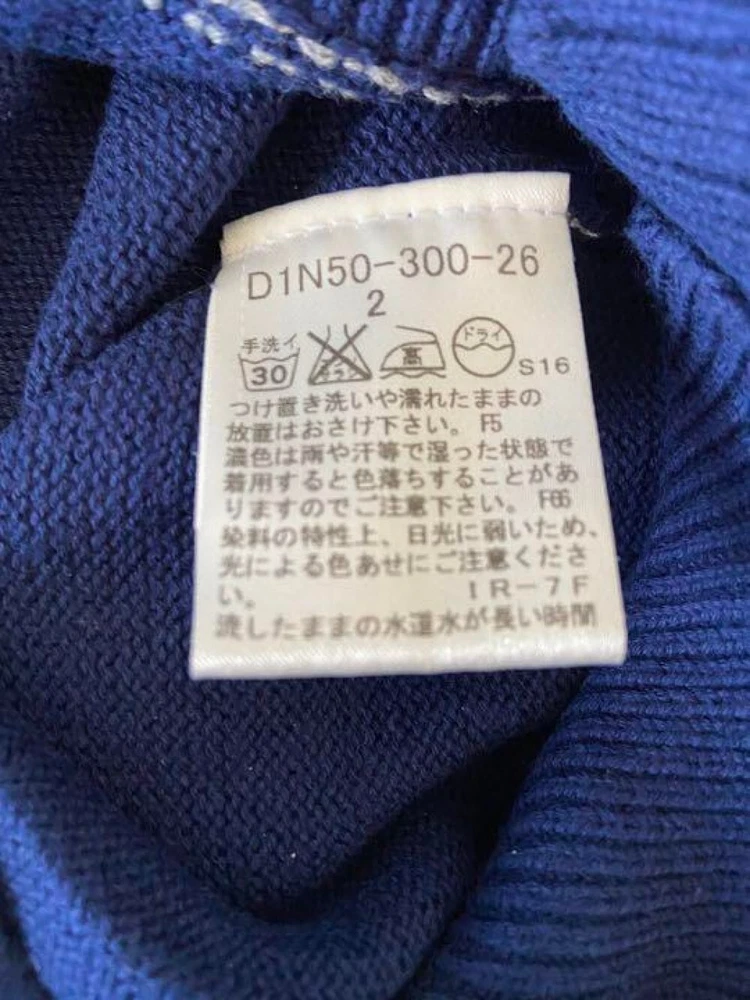 D1N50-300-26
2
手洗イ
30
高
ドライ
S16
つけ置き洗いや濡れたままの
放置はおさけ下さい。 F5
濃色は雨や汗等で湿った状態で
着用すると色落ちすることがあ
りますのでご注意下さい。 F66
染料の特性上、日光に弱いため、
光による色あせにご注意くださ
い。 IR-7F
流したままの水道水が長い時間